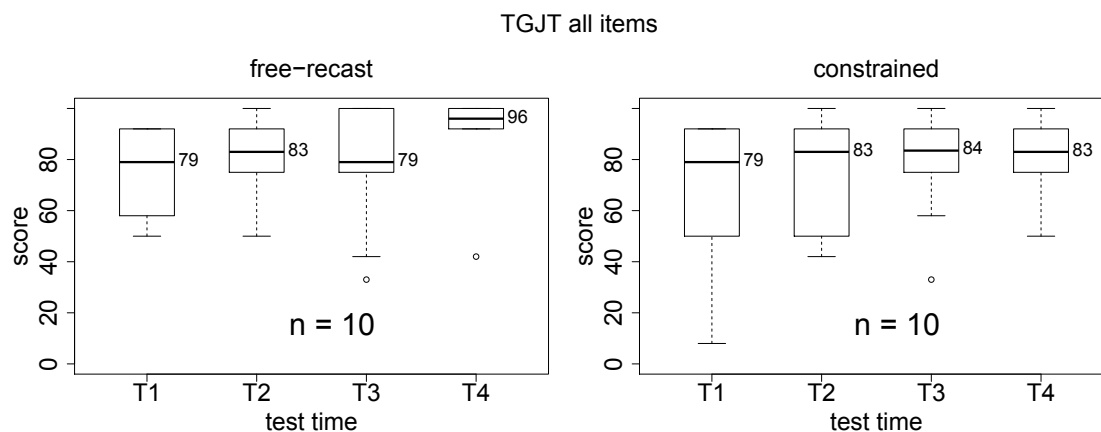 TGJT all items
free−recast
score
0 20 40 60 80
79
83
79
96
n = 10
T1 T2 T3 T4
test time
constrained
score
0 20 40 60 80
79
83
84
83
n = 10
T1 T2 T3 T4
test time